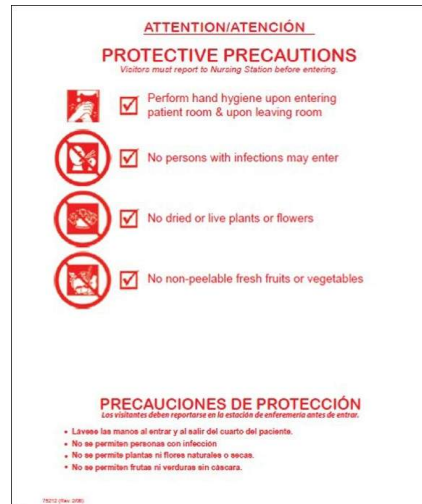 ATTENTION/ATENCIÓN
PROTECTIVE PRECAUTIONS
Visitors must report to Nursing Station before entering.
Perform hand hygiene upon entering
patient room & upon leaving room
No persons with infections may enter
No dried or live plants or flowers
No non-peelable fresh fruits or vegetables
PRECAUCIONES DE PROTECCIÓN
Los visitantes deben reportarse en la estación de enfermería antes de entrar.
• Lávese las manos al entrar y al salir del cuarto del paciente.
• No se permiten personas con infección
• No se permite plantas ni flores naturales o secas.
• No se permiten frutas ni verduras sin cáscara.